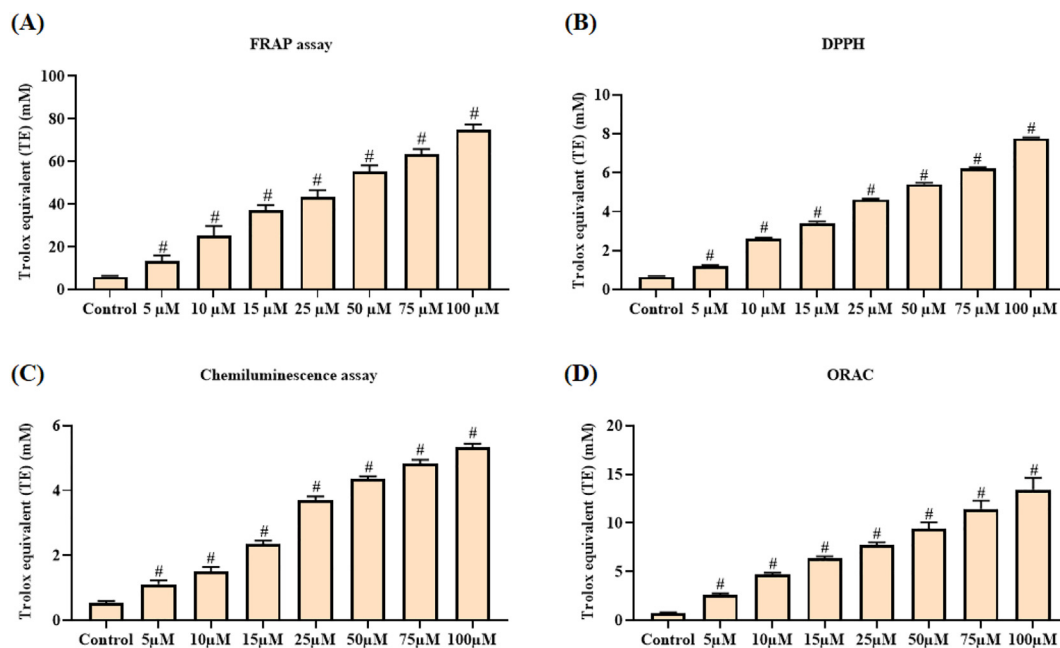 (A)
FRAP assay
Trolox equivalent (TE) (mM)
100
80
60
40
20
0
# # # # # # #
Control 5 µM 10 µM 15 µM 25 µM 50 µM 75 µM 100 µM
(B)
DPPH
Trolox equivalent (TE) (mM)
10
8
6
4
2
0
# # # # # # #
Control 5 µM 10 µM 15 µM 25 µM 50 µM 75 µM 100 µM
(C)
Chemiluminescence assay
Trolox equivalent (TE) (mM)
6
4
2
0
# # # # # # #
Control 5µM 10µM 15µM 25µM 50µM 75µM 100µM
(D)
ORAC
Trolox equivalent (TE) (mM)
20
15
10
5
0
# # # # # # #
Control 5µM 10µM 15µM 25µM 50µM 75µM 100µM